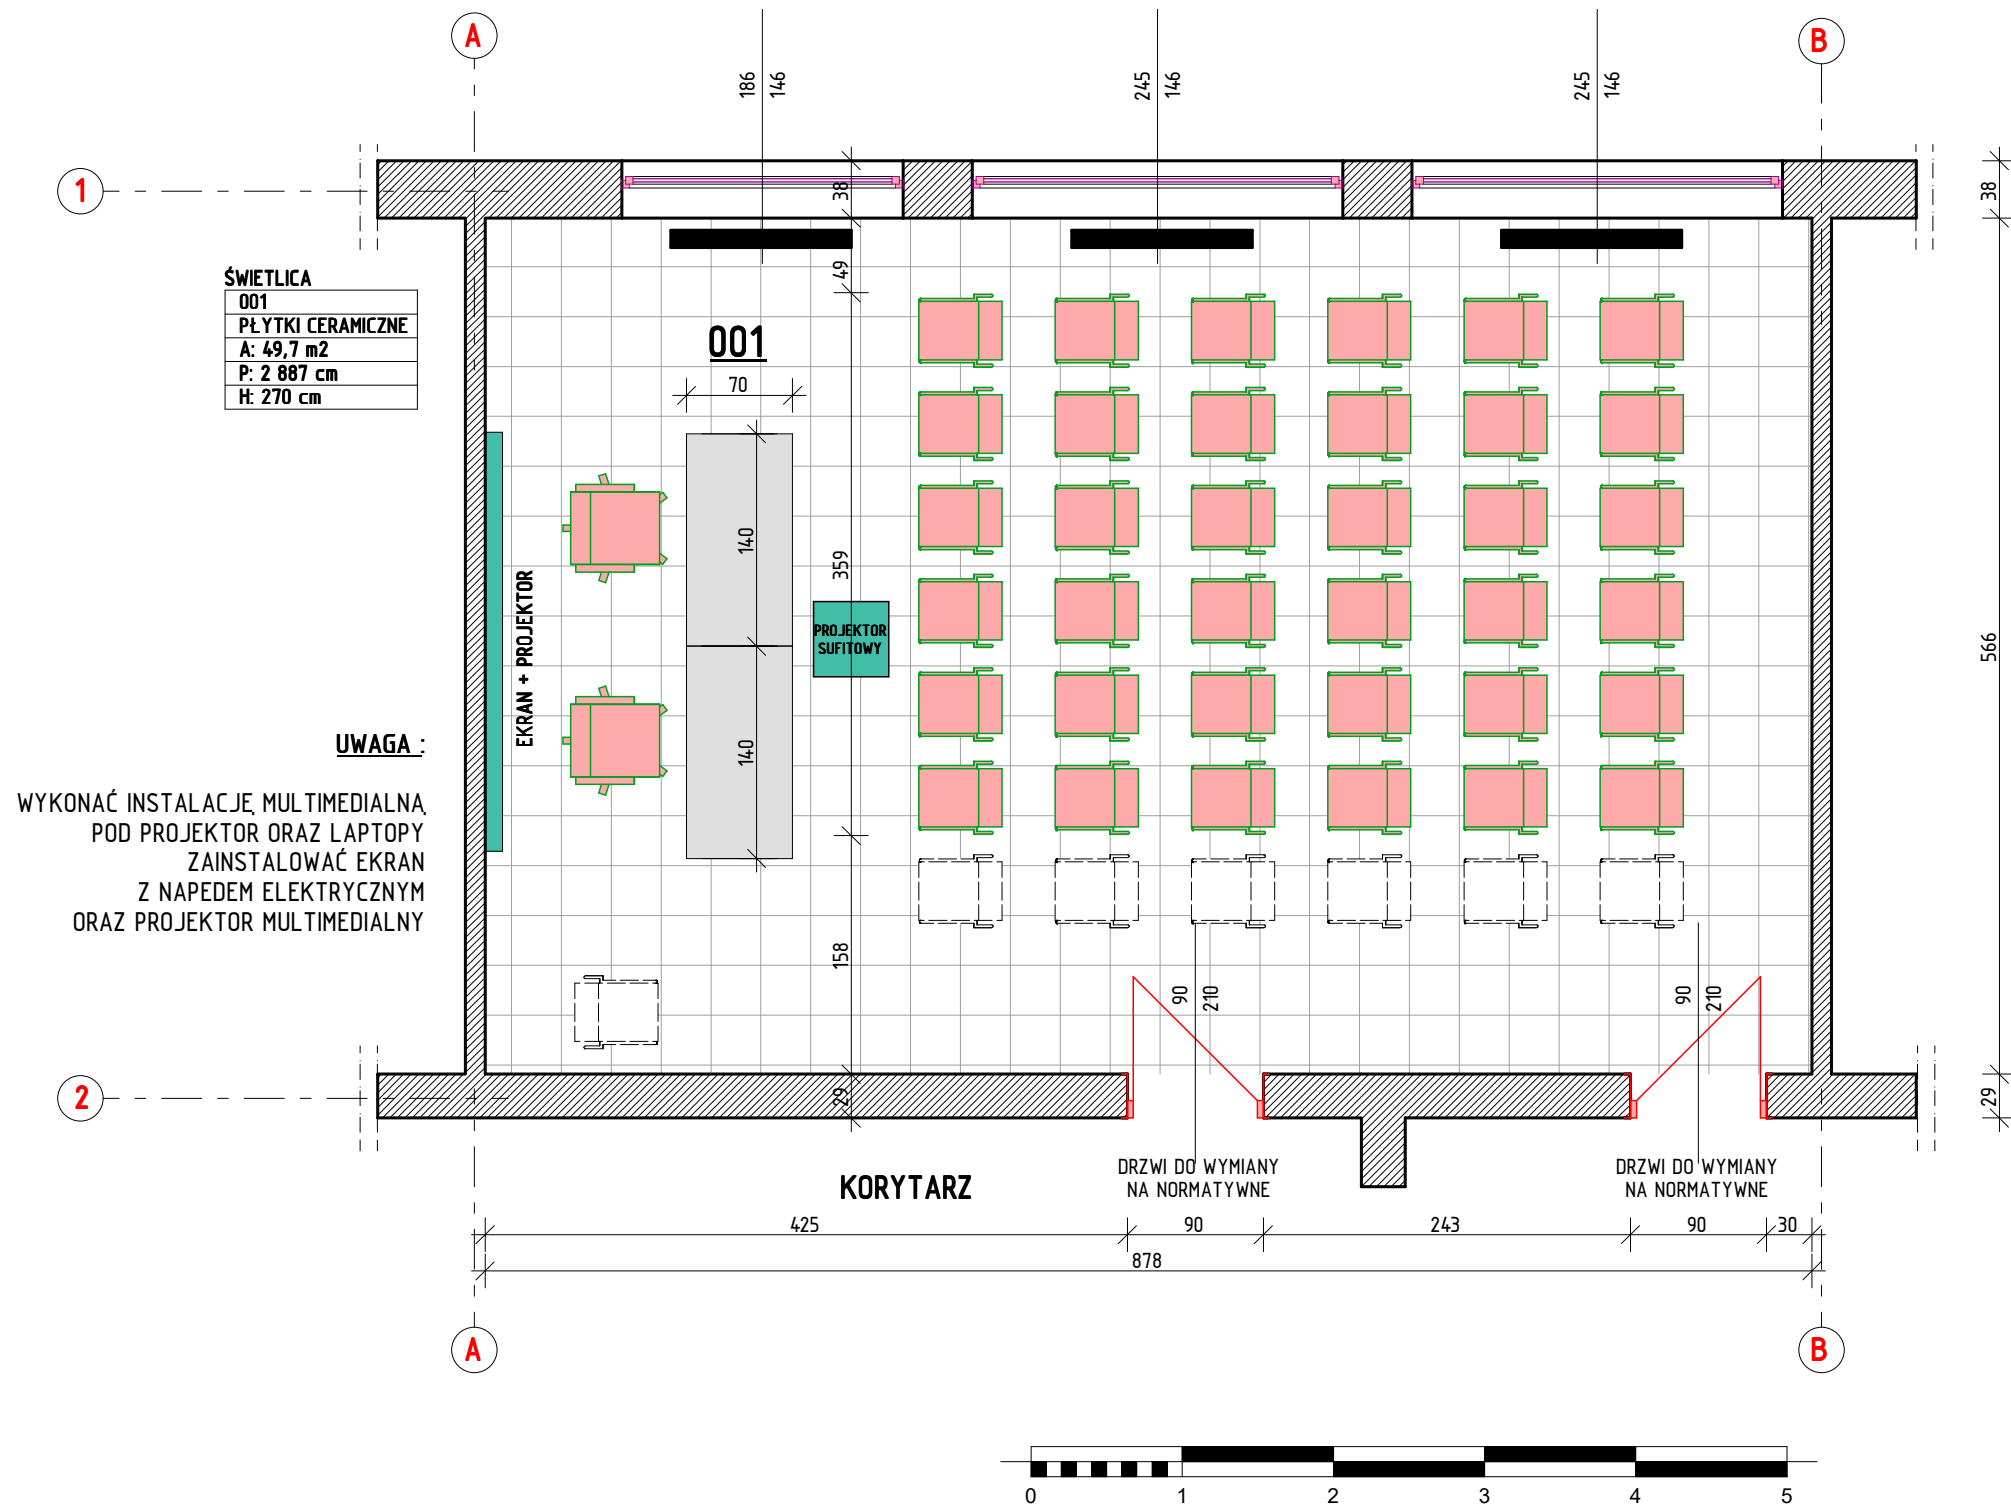 A
B
186
146
245
146
245
146
1
38
38
ŚWIETLICA
001
PŁYTKI CERAMICZNE
A: 49,7 m2
P: 2 887 cm
H: 270 cm
49
001
70
140
359
566
EKRAN + PROJEKTOR
PROJEKTOR
SUFITOWY
140
UWAGA :
WYKONAĆ INSTALACJĘ MULTIMEDIALNĄ
POD PROJEKTOR ORAZ LAPTOPY
ZAINSTALOWAĆ EKRAN
Z NAPEDEM ELEKTRYCZNYM
ORAZ PROJEKTOR MULTIMEDIALNY
158
90
210
90
210
2
29
29
KORYTARZ
DRZWI DO WYMIANY
NA NORMATYWNE
DRZWI DO WYMIANY
NA NORMATYWNE
425
90
243
90
30
878
A
B
0
1
2
3
4
5